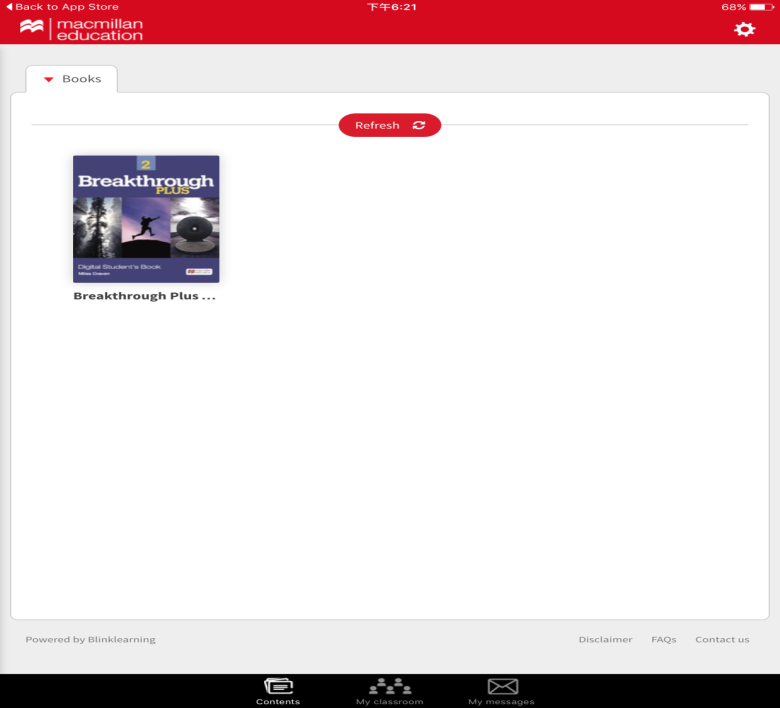 Back to App Store
下午6:21
68%
macmillan
education
Books
Refresh
2
Breakthrough
PLUS
Digital Student's Book
Miles Craven
Breakthrough Plus ...
Powered by Blinklearning
Disclaimer
FAQs
Contact us
Contents
My classroom
My messages